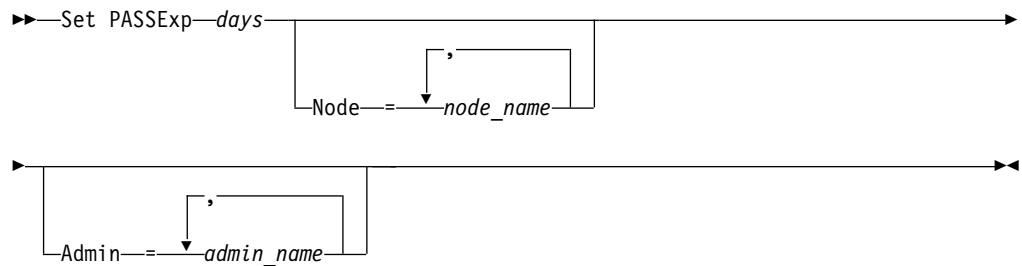 Set PASSExp days
,
Node = node_name
,
Admin = admin_name